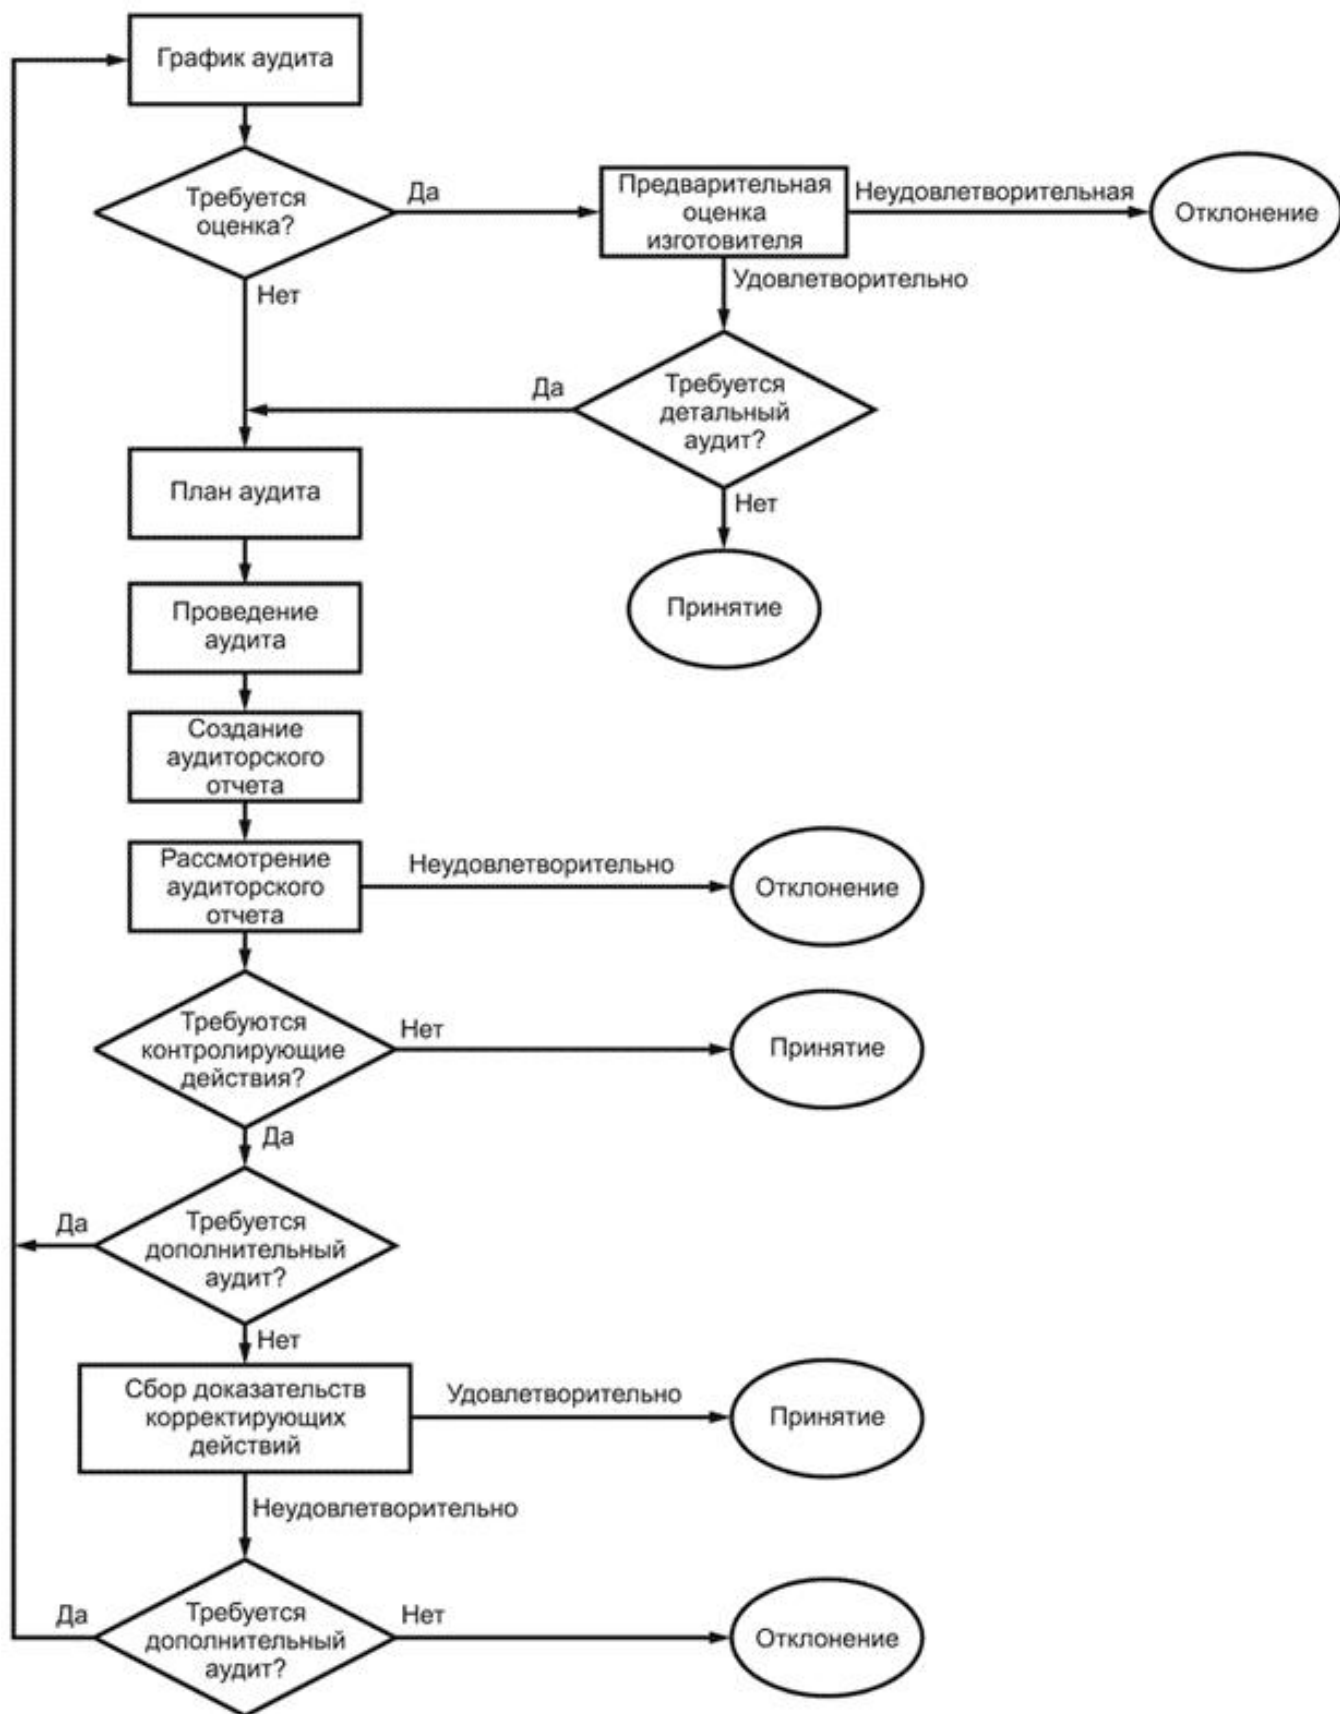 График аудита
Требуется
оценка?
Да
Предварительная
оценка
изготовителя
Неудовлетворительная
Отклонение
Нет
Удовлетворительно
Требуется
детальный
аудит?
Да
Нет
Принятие
План аудита
Проведение
аудита
Создание
аудиторского
отчета
Рассмотрение
аудиторского
отчета
Неудовлетворительно
Отклонение
Требуются
контролирующие
действия?
Нет
Принятие
Да
Требуется
дополнительный
аудит?
Да
Нет
Сбор доказательств
корректирующих
действий
Удовлетворительно
Принятие
Неудовлетворительно
Требуется
дополнительный
аудит?
Да
Нет
Отклонение